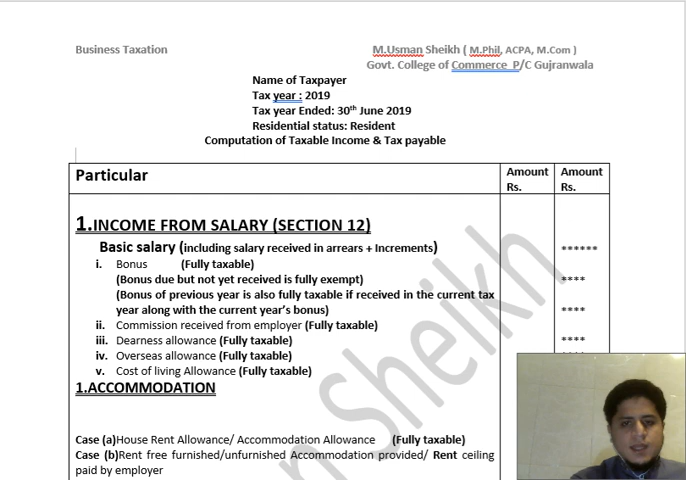 Business Taxation M.Usman Sheikh ( M.Phil, ACPA, M.Com )
Govt. College of Commerce P/C Gujranwala
Name of Taxpayer
Tax year : 2019
Tax year Ended: 30th June 2019
Residential status: Resident
Computation of Taxable Income & Tax payable
Particular Amount Rs. Amount Rs.
1.INCOME FROM SALARY (SECTION 12)
Basic salary (including salary received in arrears + Increments) ******
i. Bonus (Fully taxable)
(Bonus due but not yet received is fully exempt) ****
(Bonus of previous year is also fully taxable if received in the current tax
year along with the current year's bonus) ****
ii. Commission received from employer (Fully taxable)
iii. Dearness allowance (Fully taxable) ****
iv. Overseas allowance (Fully taxable)
v. Cost of living Allowance (Fully taxable)
1.ACCOMMODATION
Case (a)House Rent Allowance/ Accommodation Allowance (Fully taxable)
Case (b)Rent free furnished/unfurnished Accommodation provided/ Rent ceiling
paid by employer
n Sheikh